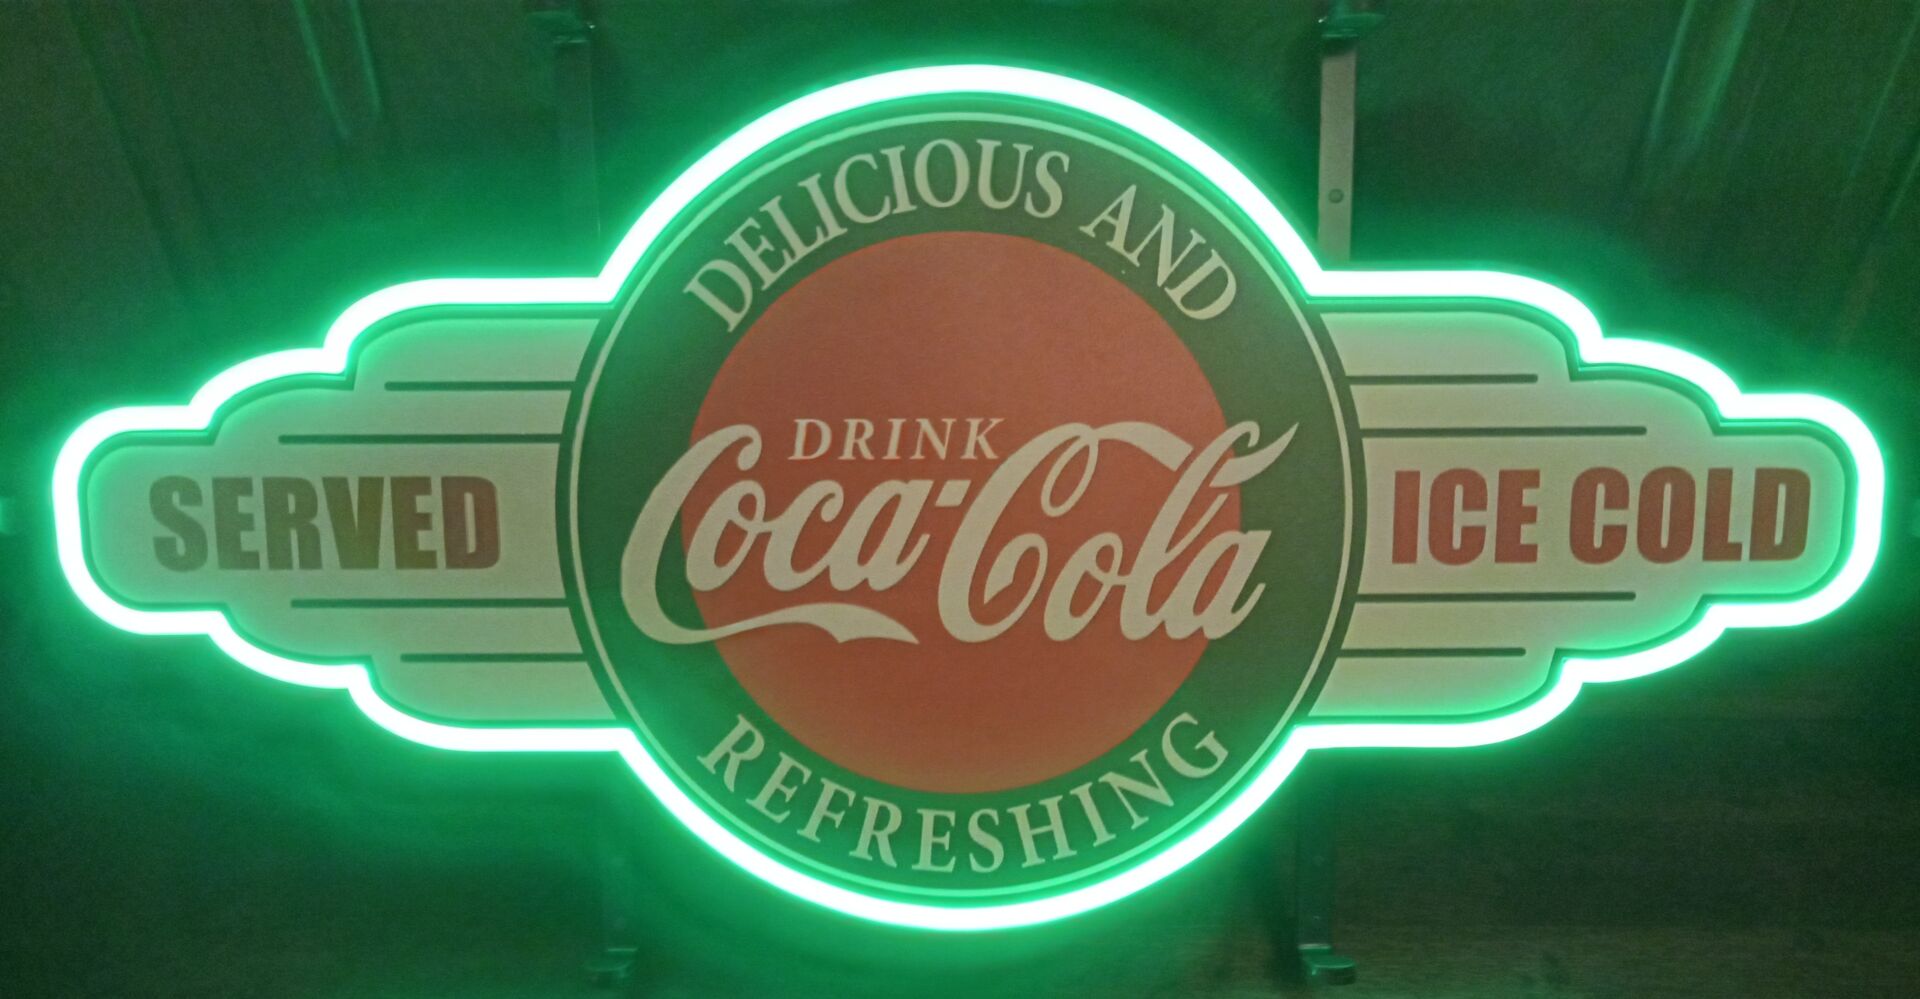 DELICIOUS AND
DRINK
SERVED
Coca-Cola
ICE COLD
REFRESHING